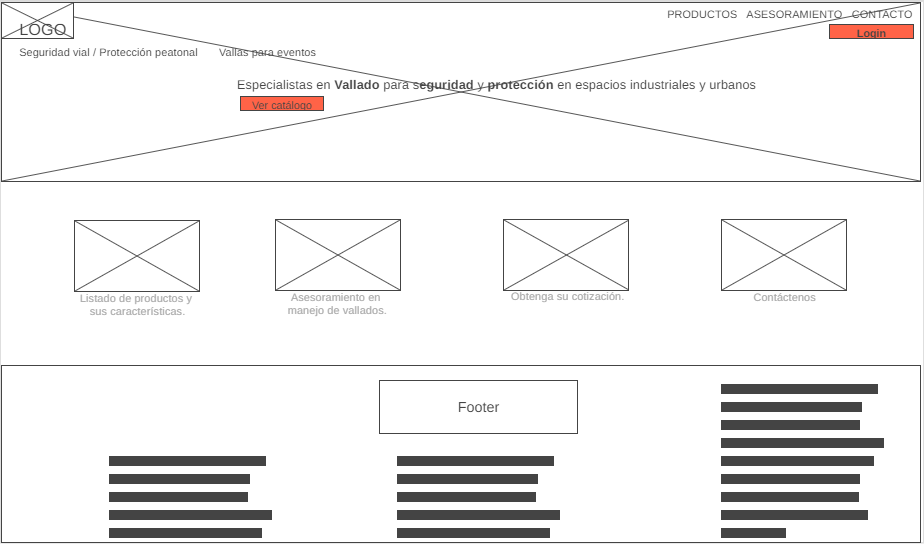 LOGO
PRODUCTOS ASESORAMIENTO CONTACTO
Login
Seguridad vial / Protección peatonal Vallas para eventos
Especialistas en Vallado para seguridad y protección en espacios industriales y urbanos
Ver catálogo
Listado de productos y
sus características.
Asesoramiento en
manejo de vallados.
Obtenga su cotización.
Contáctenos
Footer